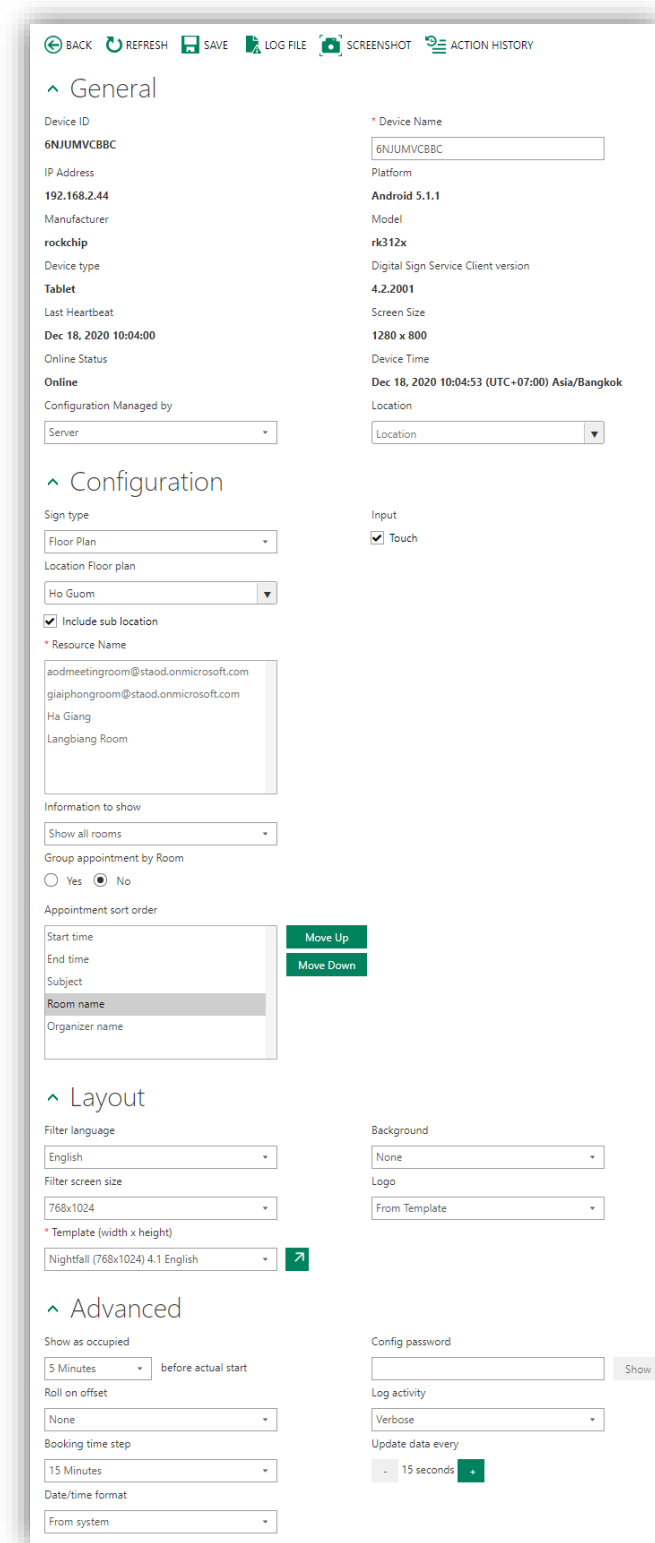 BACK REFRESH SAVE LOG FILE SCREENSHOT ACTION HISTORY
General
Device ID * Device Name
6NJUMVCBBC 6NJUMVCBBC
IP Address Platform
192.168.2.44 Android 5.1.1
Manufacturer Model
rockchip rk312x
Device type Digital Sign Service Client version
Tablet 4.2.2001
Last Heartbeat Screen Size
Dec 18, 2020 10:04:00 1280 x 800
Online Status Device Time
Online Dec 18, 2020 10:04:53 (UTC+07:00) Asia/Bangkok
Configuration Managed by Location
Server Location
Configuration
Sign type Input
Floor Plan Touch
Location Floor plan
Ho Guom
Include sub location
* Resource Name
aodmeetingroom@staod.onmicrosoft.com
giaiphongroom@staod.onmicrosoft.com
Ha Giang
Langbiang Room
Information to show
Show all rooms
Group appointment by Room
Yes No
Appointment sort order
Start time Move Up
End time Move Down
Subject
Room name
Organizer name
Layout
Filter language Background
English None
Filter screen size Logo
768x1024 From Template
* Template (width x height)
Nightfall (768x1024) 4.1 English
Advanced
Show as occupied Config password
5 Minutes before actual start Show
Roll on offset Log activity
None Verbose
Booking time step Update data every
15 Minutes - 15 seconds +
Date/time format
From system